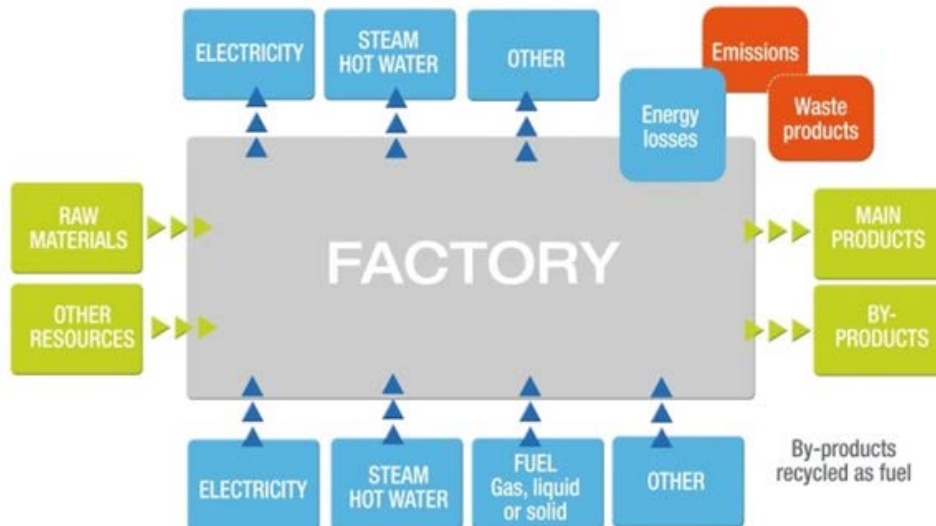 ELECTRICITY
STEAM
HOT WATER
OTHER
Emissions
Energy
losses
Waste
products
RAW
MATERIALS
FACTORY
MAIN
PRODUCTS
OTHER
RESOURCES
BY-
PRODUCTS
ELECTRICITY
STEAM
HOT WATER
FUEL
Gas, liquid
or solid
OTHER
By-products
recycled as fuel